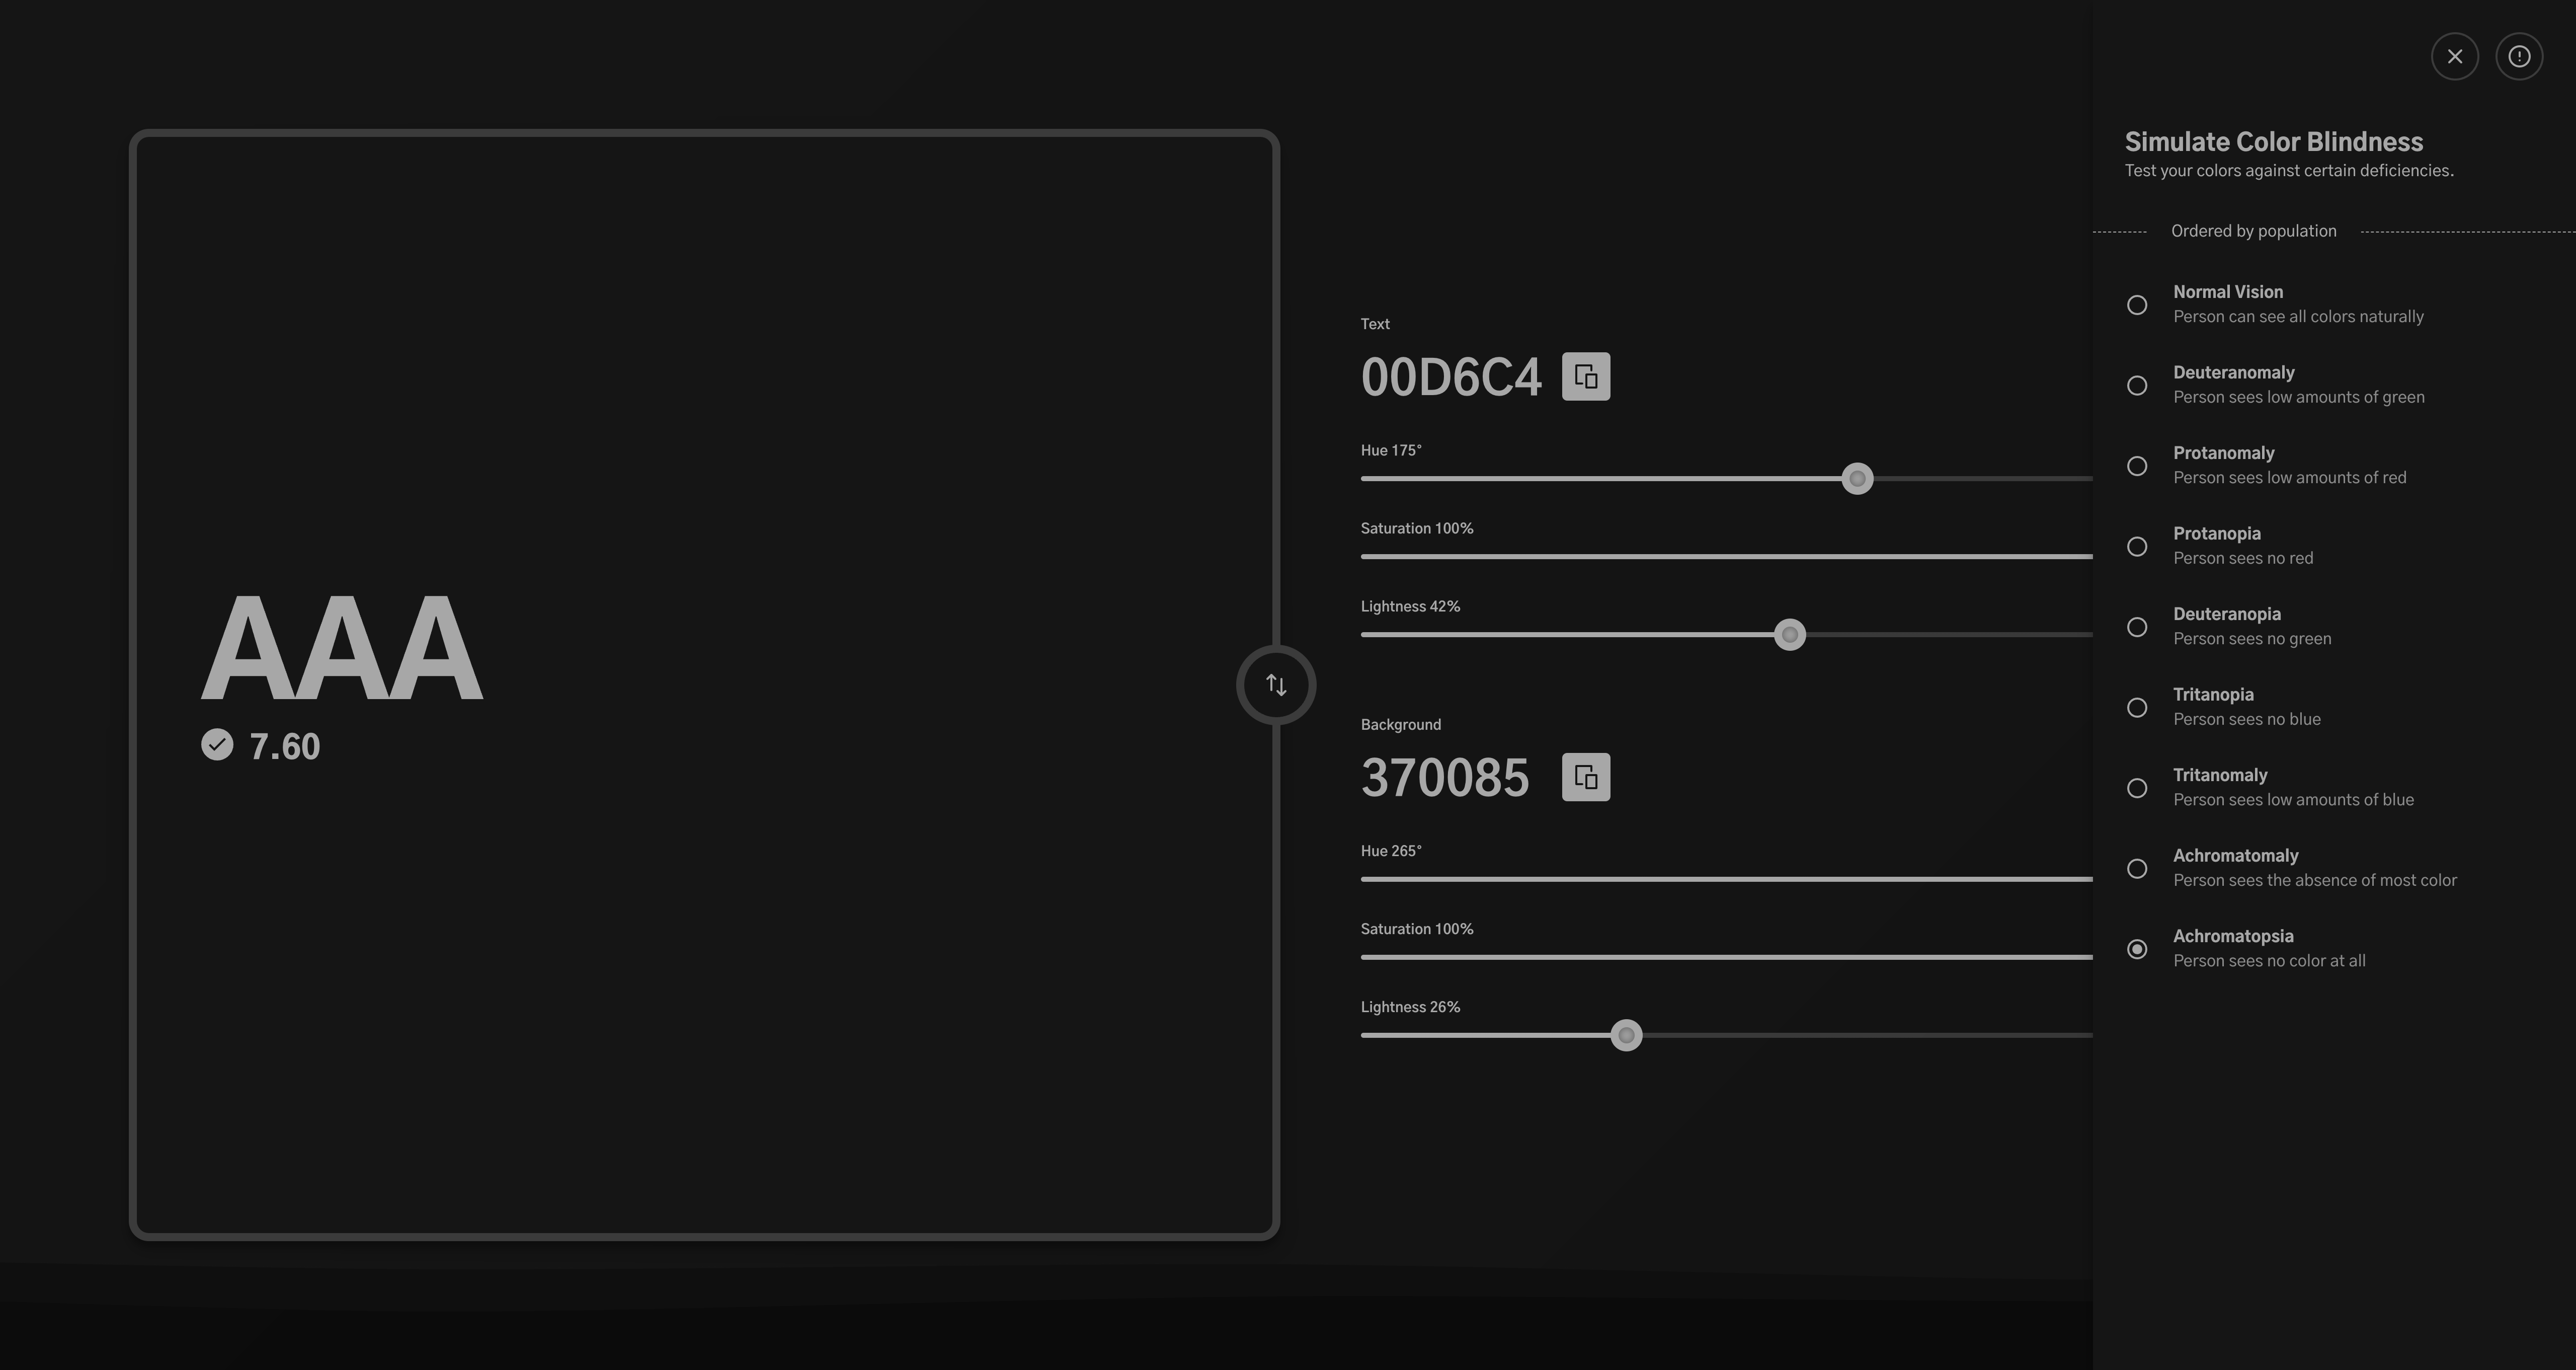 AAA
7.60
Text
00D6C4
Hue 175°
Saturation 100%
Lightness 42%
Background
370085
Hue 265°
Saturation 100%
Lightness 26%
Simulate Color Blindness
Test your colors against certain deficiencies.
Ordered by population
Normal Vision
Person can see all colors naturally
Deuteranomaly
Person sees low amounts of green
Protanomaly
Person sees low amounts of red
Protanopia
Person sees no red
Deuteranopia
Person sees no green
Tritanopia
Person sees no blue
Tritanomaly
Person sees low amounts of blue
Achromatomaly
Person sees the absence of most color
Achromatopsia
Person sees no color at all